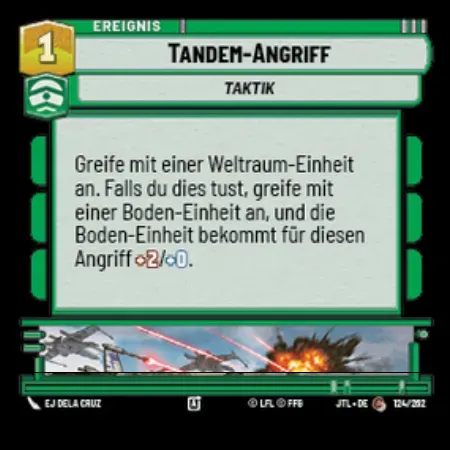 EREIGNIS
1
TANDEM-ANGRIFF
TAKTIK
Greife mit einer Weltraum-Einheit
an. Falls du dies tust, greife mit
einer Boden-Einheit an, und die
Boden-Einheit bekommt für diesen
Angriff +2/+0.
EJ DELA CRUZ
Ⓒ LFL Ⓒ FFG
JTL • DE
124/262